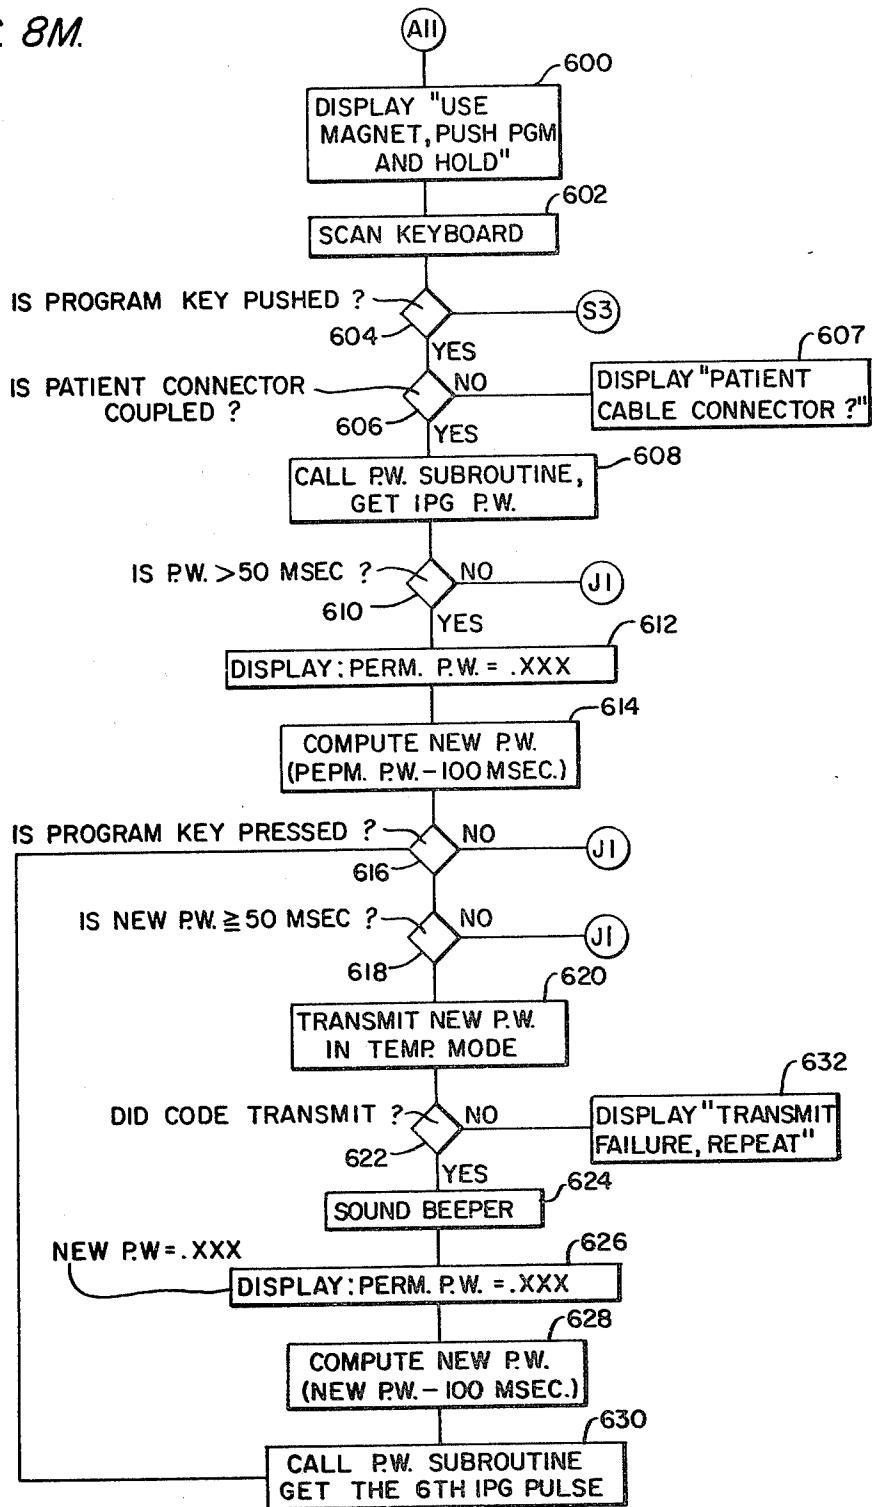 8M.
A11
600
DISPLAY "USE
MAGNET, PUSH PGM
AND HOLD"
602
SCAN KEYBOARD
IS PROGRAM KEY PUSHED ?
604
S3
YES
607
IS PATIENT CONNECTOR
COUPLED ?
606
NO
DISPLAY "PATIENT
CABLE CONNECTOR ?"
YES
608
CALL P.W. SUBROUTINE,
GET IPG P.W.
IS P.W. >50 MSEC ?
610
NO
J1
YES
612
DISPLAY: PERM. P.W. = .XXX
614
COMPUTE NEW P.W.
(PEPM. P.W.-100 MSEC.)
IS PROGRAM KEY PRESSED ?
616
NO
J1
IS NEW P.W. ≧ 50 MSEC ?
618
NO
J1
620
TRANSMIT NEW P.W.
IN TEMP. MODE
632
DID CODE TRANSMIT ?
622
NO
DISPLAY "TRANSMIT
FAILURE, REPEAT"
YES
624
SOUND BEEPER
NEW P.W = .XXX
626
DISPLAY: PERM. P.W. = .XXX
628
COMPUTE NEW P.W.
(NEW P.W.-100 MSEC.)
630
CALL P.W. SUBROUTINE
GET THE 6TH IPG PULSE